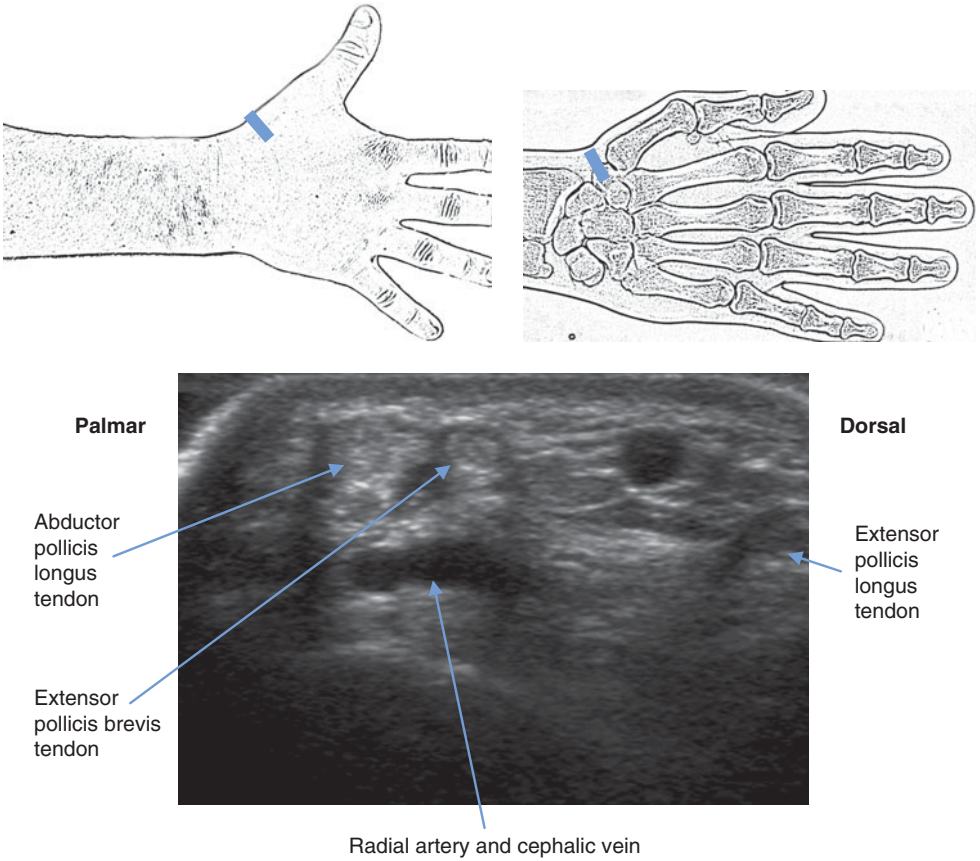 Palmar
Dorsal
Abductor
pollicis
longus
tendon
Extensor
pollicis
longus
tendon
Extensor
pollicis brevis
tendon
Radial artery and cephalic vein